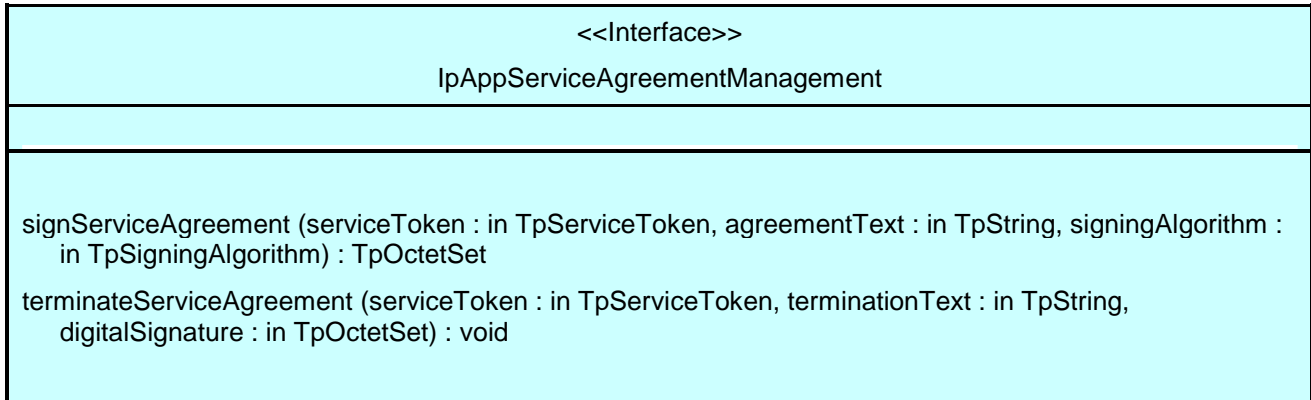 <<Interface>>
IpAppServiceAgreementManagement
signServiceAgreement (serviceToken : in TpServiceToken, agreementText : in TpString, signingAlgorithm :
in TpSigningAlgorithm) : TpOctetSet
terminateServiceAgreement (serviceToken : in TpServiceToken, terminationText : in TpString,
digitalSignature : in TpOctetSet) : void